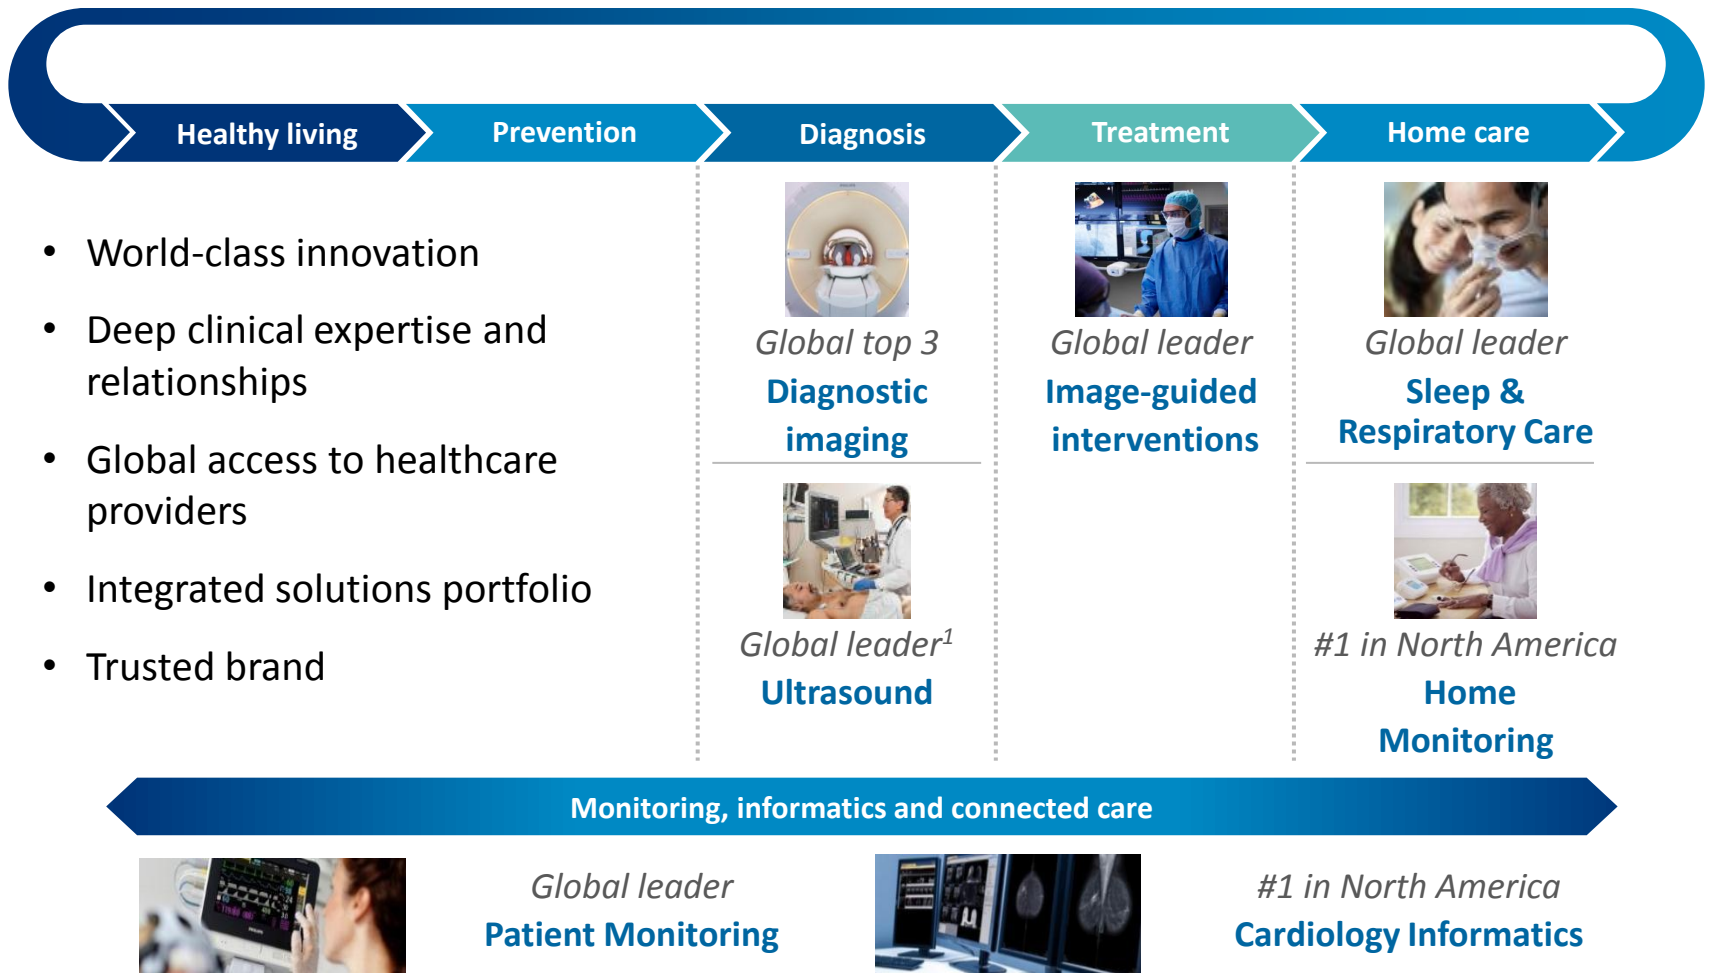 Healthy living
Prevention
Diagnosis
Treatment
Home care
• World-class innovation
• Deep clinical expertise and
relationships
• Global access to healthcare
providers
• Integrated solutions portfolio
• Trusted brand
Global top 3
Diagnostic
imaging
Global leader¹
Ultrasound
Global leader
Image-guided
interventions
Global leader
Sleep &
Respiratory Care
#1 in North America
Home
Monitoring
Monitoring, informatics and connected care
Global leader
Patient Monitoring
#1 in North America
Cardiology Informatics